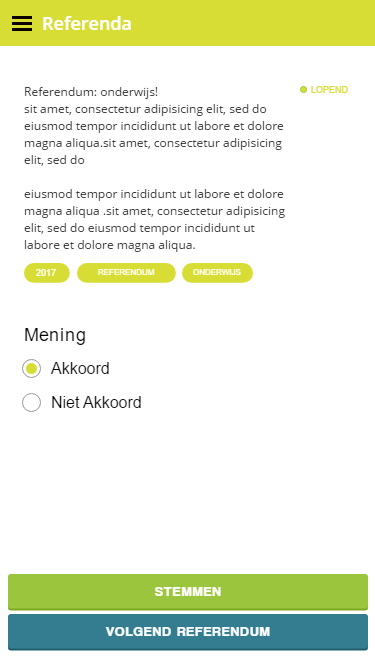 Referenda
Referendum: onderwijs!
LOPEND
sit amet, consectetur adipisicing elit, sed do
eiusmod tempor incididunt ut labore et dolore
magna aliqua.sit amet, consectetur adipisicing
elit, sed do
eiusmod tempor incididunt ut labore et dolore
magna aliqua .sit amet, consectetur adipisicing
elit, sed do eiusmod tempor incididunt ut
labore et dolore magna aliqua.
2017 REFERENDUM ONDERWIJS
Mening
Akkoord
Niet Akkoord
STEMMEN
VOLGEND REFERENDUM